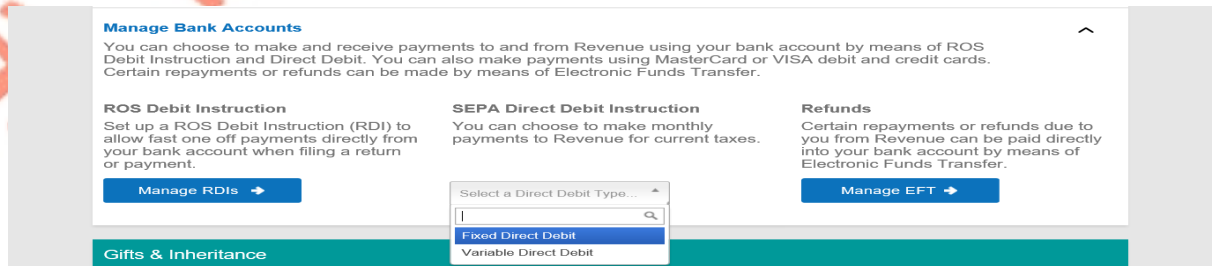 Manage Bank Accounts
You can choose to make and receive payments to and from Revenue using your bank account by means of ROS
Debit Instruction and Direct Debit. You can also make payments using MasterCard or VISA debit and credit cards.
Certain repayments or refunds can be made by means of Electronic Funds Transfer.
ROS Debit Instruction
Set up a ROS Debit Instruction (RDI) to
allow fast one off payments directly from
your bank account when filing a return
or payment.
Manage RDIs
SEPA Direct Debit Instruction
You can choose to make monthly
payments to Revenue for current taxes.
Select a Direct Debit Type...
Fixed Direct Debit
Variable Direct Debit
Refunds
Certain repayments or refunds due to
you from Revenue can be paid directly
into your bank account by means of
Electronic Funds Transfer.
Manage EFT
Gifts & Inheritance